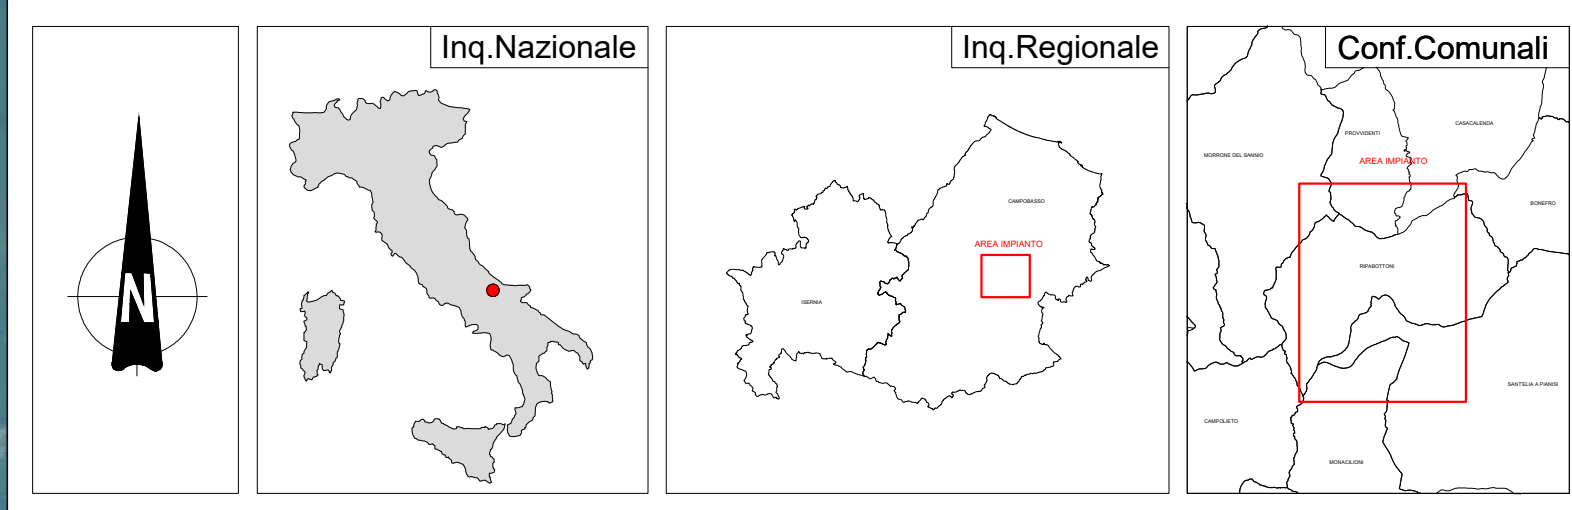 N
Inq.Nazionale
Inq.Regionale
CAMPOBASSO
AREA IMPIANTO
ISERNIA
Conf.Comunali
CASACALENDA
PROVVIDENTI
MORRONE DEL SANNIO
AREA IMPIANTO
BONEFRO
RIPABOTTONI
SANT'ELIA A PIANISI
CAMPOLIETO
MONACILIONI